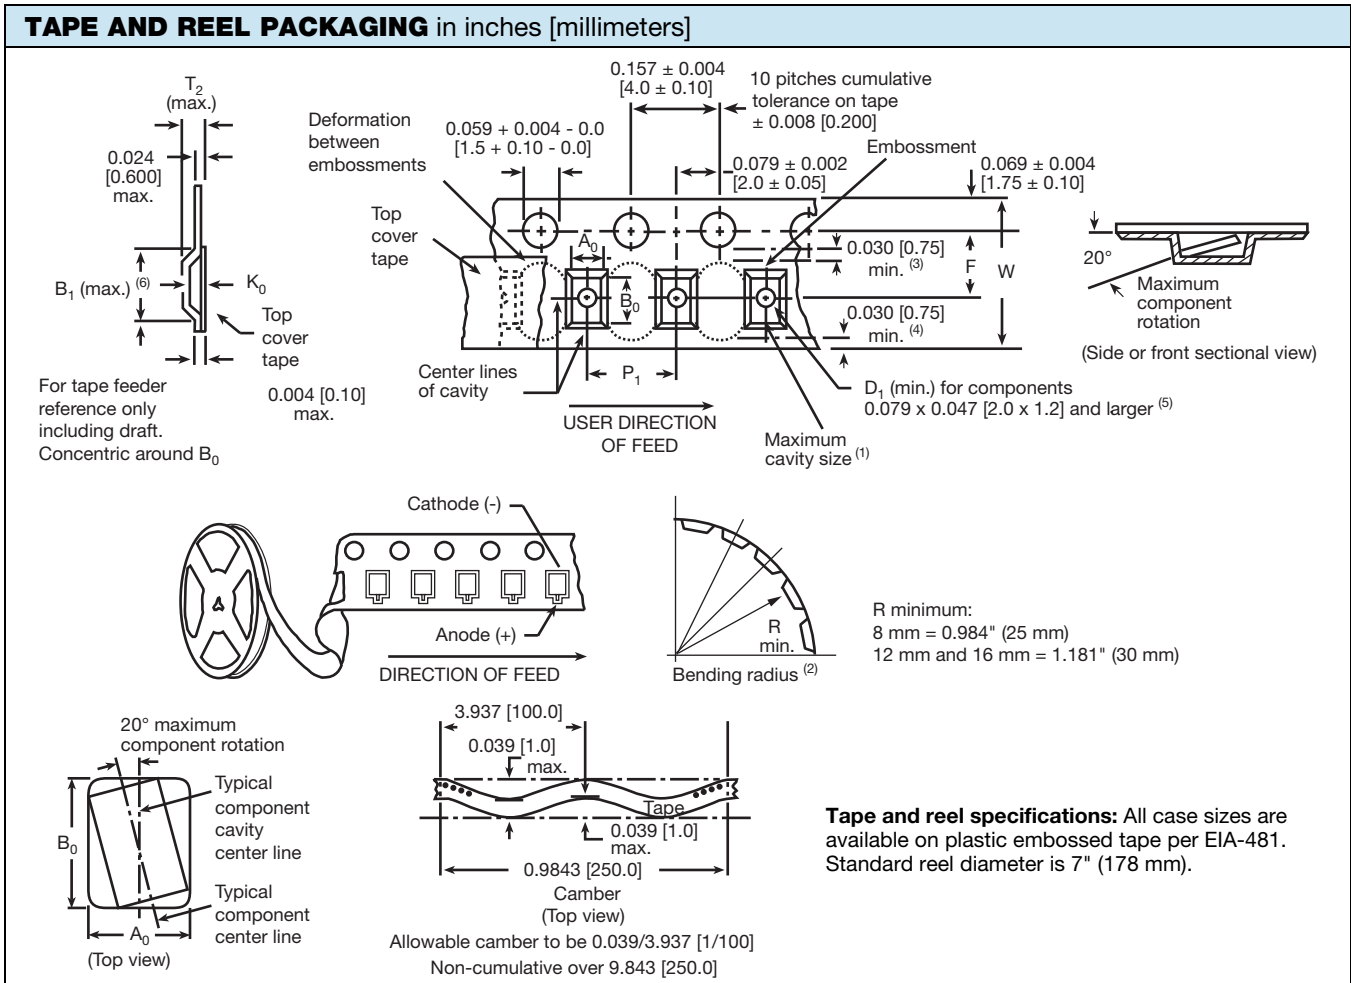 TAPE AND REEL PACKAGING in inches [millimeters]
T2
(max.)
0.024
[0.600]
max.
B1 (max.) (6)
K0
Top
cover
tape
For tape feeder
reference only
including draft.
Concentric around B0
0.004 [0.10]
max.
Deformation
between
embossments
Top
cover
tape
0.059 + 0.004 - 0.0
[1.5 + 0.10 - 0.0]
0.157 ± 0.004
[4.0 ± 0.10]
10 pitches cumulative
tolerance on tape
± 0.008 [0.200]
0.079 ± 0.002
[2.0 ± 0.05]
Embossment
0.069 ± 0.004
[1.75 ± 0.10]
A0
B0
0.030 [0.75]
min. (3)
F
W
0.030 [0.75]
min. (4)
Center lines
of cavity
P1
USER DIRECTION
OF FEED
D1 (min.) for components
0.079 x 0.047 [2.0 x 1.2] and larger (5)
Maximum
cavity size (1)
20°
Maximum
component
rotation
(Side or front sectional view)
Cathode (-)
Anode (+)
DIRECTION OF FEED
R
min.
Bending radius (2)
R minimum:
8 mm = 0.984" (25 mm)
12 mm and 16 mm = 1.181" (30 mm)
20° maximum
component rotation
Typical
component
cavity
center line
B0
Typical
component
center line
A0
(Top view)
3.937 [100.0]
0.039 [1.0]
max.
Tape
0.039 [1.0]
max.
0.9843 [250.0]
Camber
(Top view)
Allowable camber to be 0.039/3.937 [1/100]
Non-cumulative over 9.843 [250.0]
Tape and reel specifications: All case sizes are
available on plastic embossed tape per EIA-481.
Standard reel diameter is 7" (178 mm).